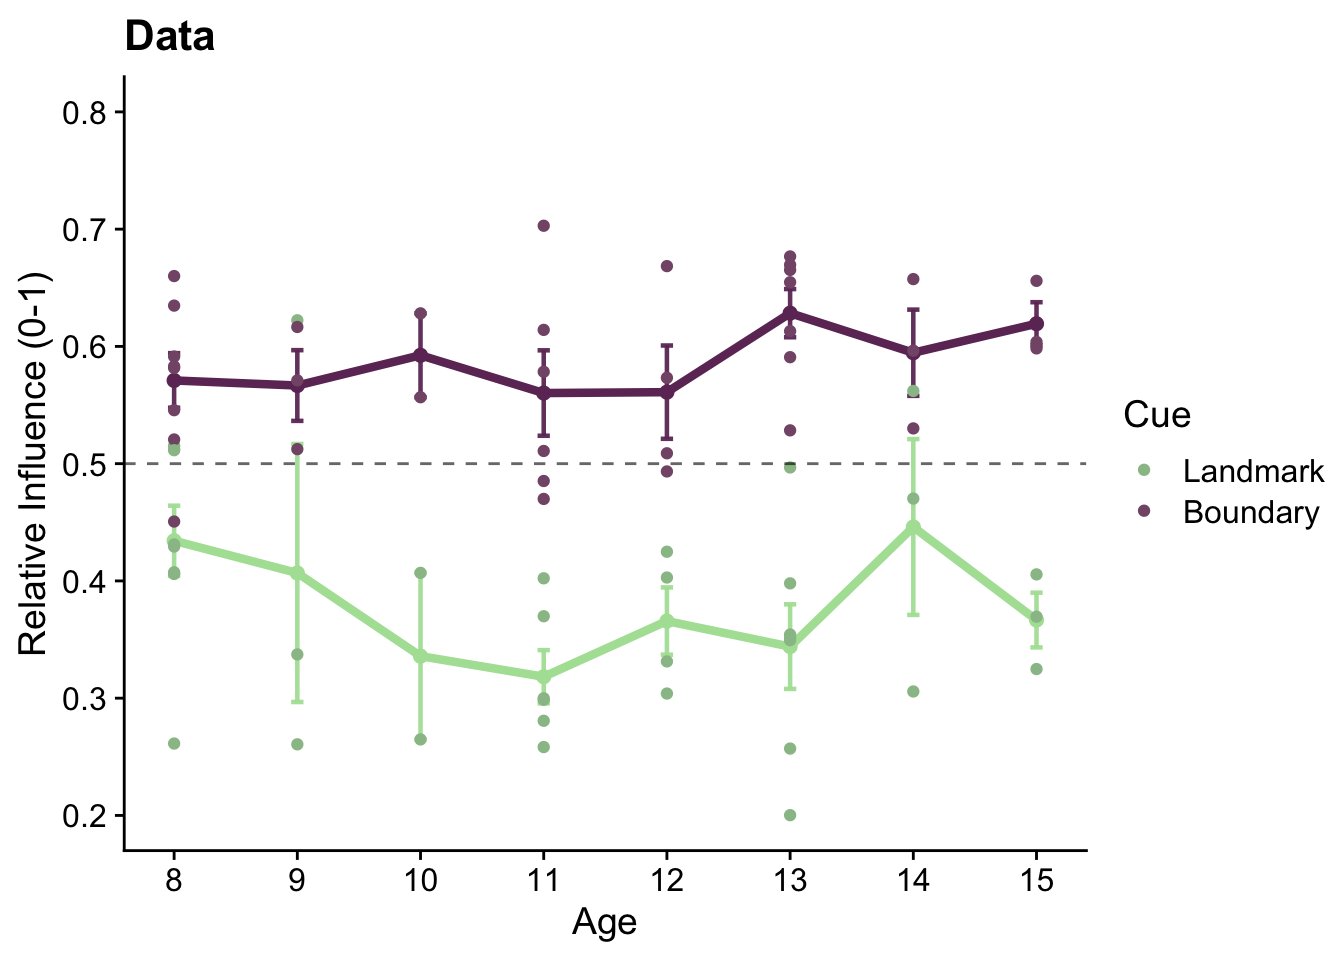 Data
Relative Influence (0-1)
0.8
0.7
0.6
0.5
0.4
0.3
0.2
8 9 10 11 12 13 14 15
Age
Cue
Landmark
Boundary